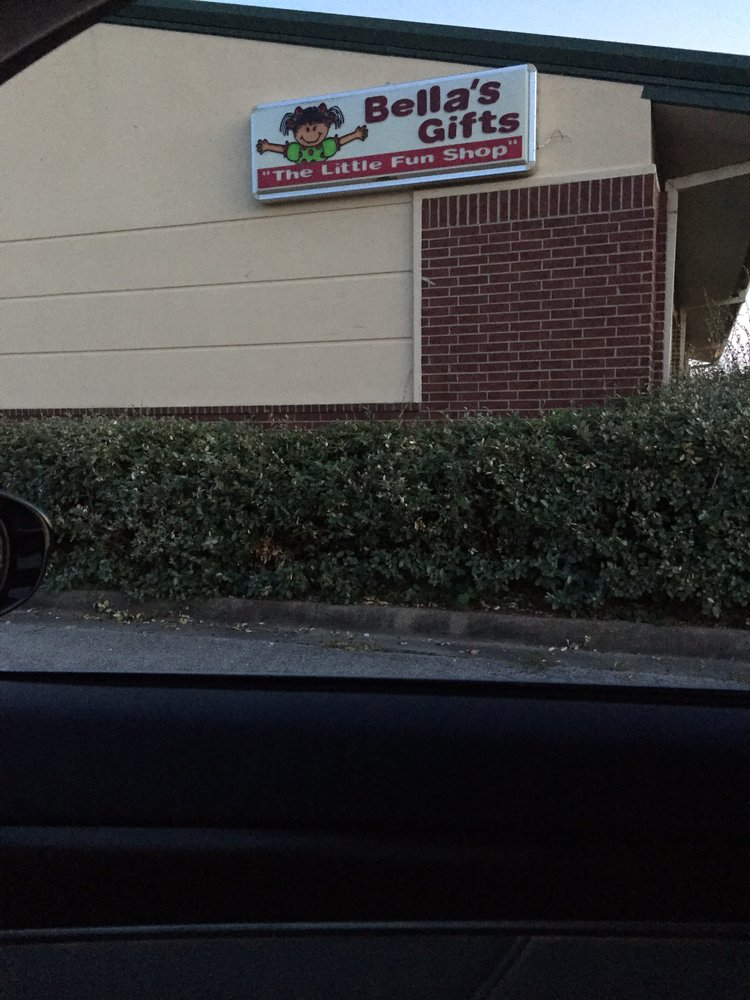 Bella's
Gifts
"The Little Fun Shop"